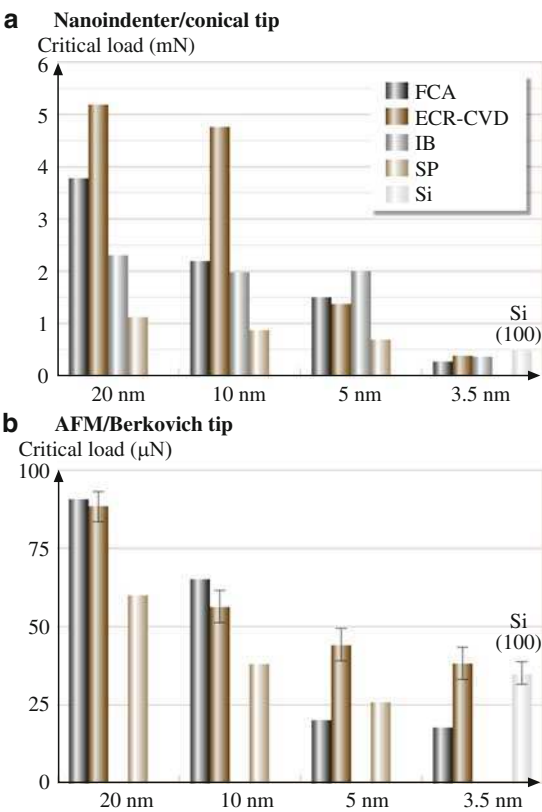 a Nanoindenter/conical tip
Critical load (mN)
6
5
4
3
2
1
0
FCA
ECR-CVD
IB
SP
Si
Si
(100)
20 nm 10 nm 5 nm 3.5 nm
b AFM/Berkovich tip
Critical load (μN)
100
75
50
25
0
Si
(100)
20 nm 10 nm 5 nm 3.5 nm